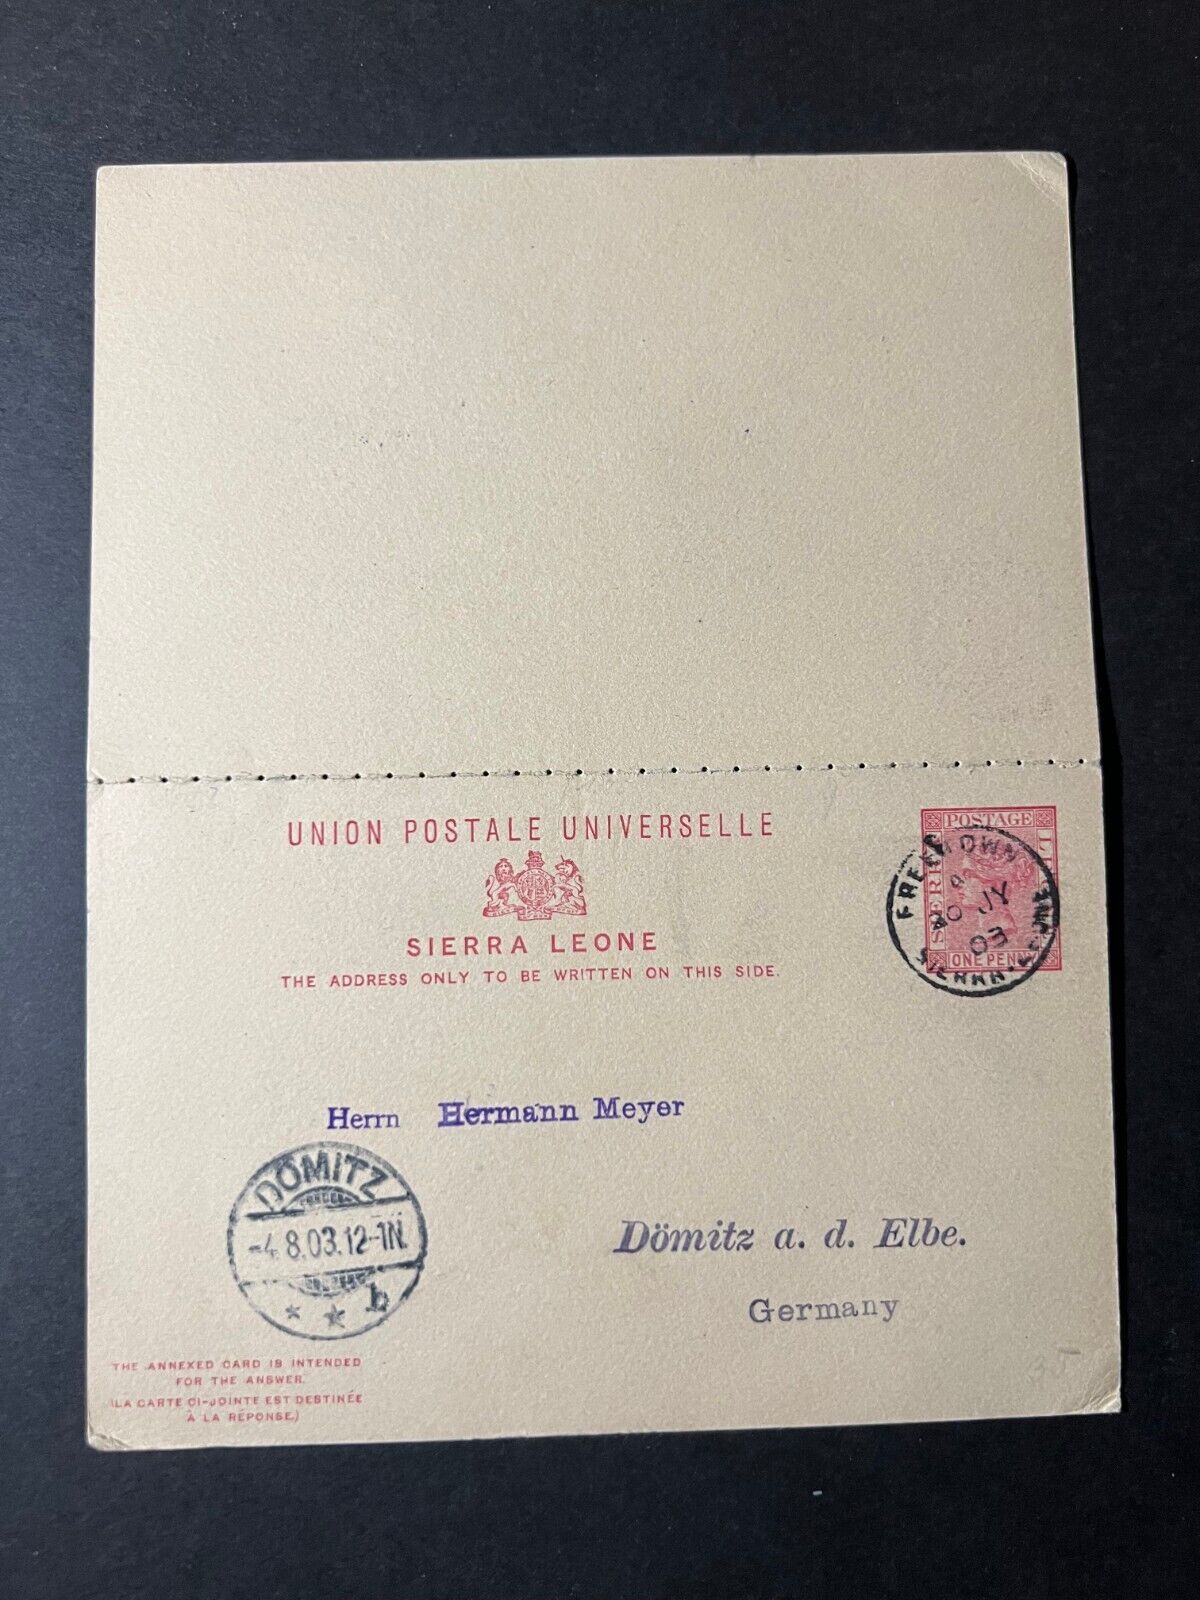 UNION POSTALE UNIVERSELLE
SIERRA LEONE
THE ADDRESS ONLY TO BE WRITTEN ON THIS SIDE.
POSTAGE
ONE PENN
FREETOWN
JY
03
Herrn Hermann Meyer
DÖMITZ
-4.8.03.12-1N.
* * b
Dömitz a. d. Elbe.
Germany
THE ANNEXED CARD IS INTENDED
FOR THE ANSWER.
(LA CARTE CI-JOINTE EST DESTINÉE
À LA RÉPONSE.)